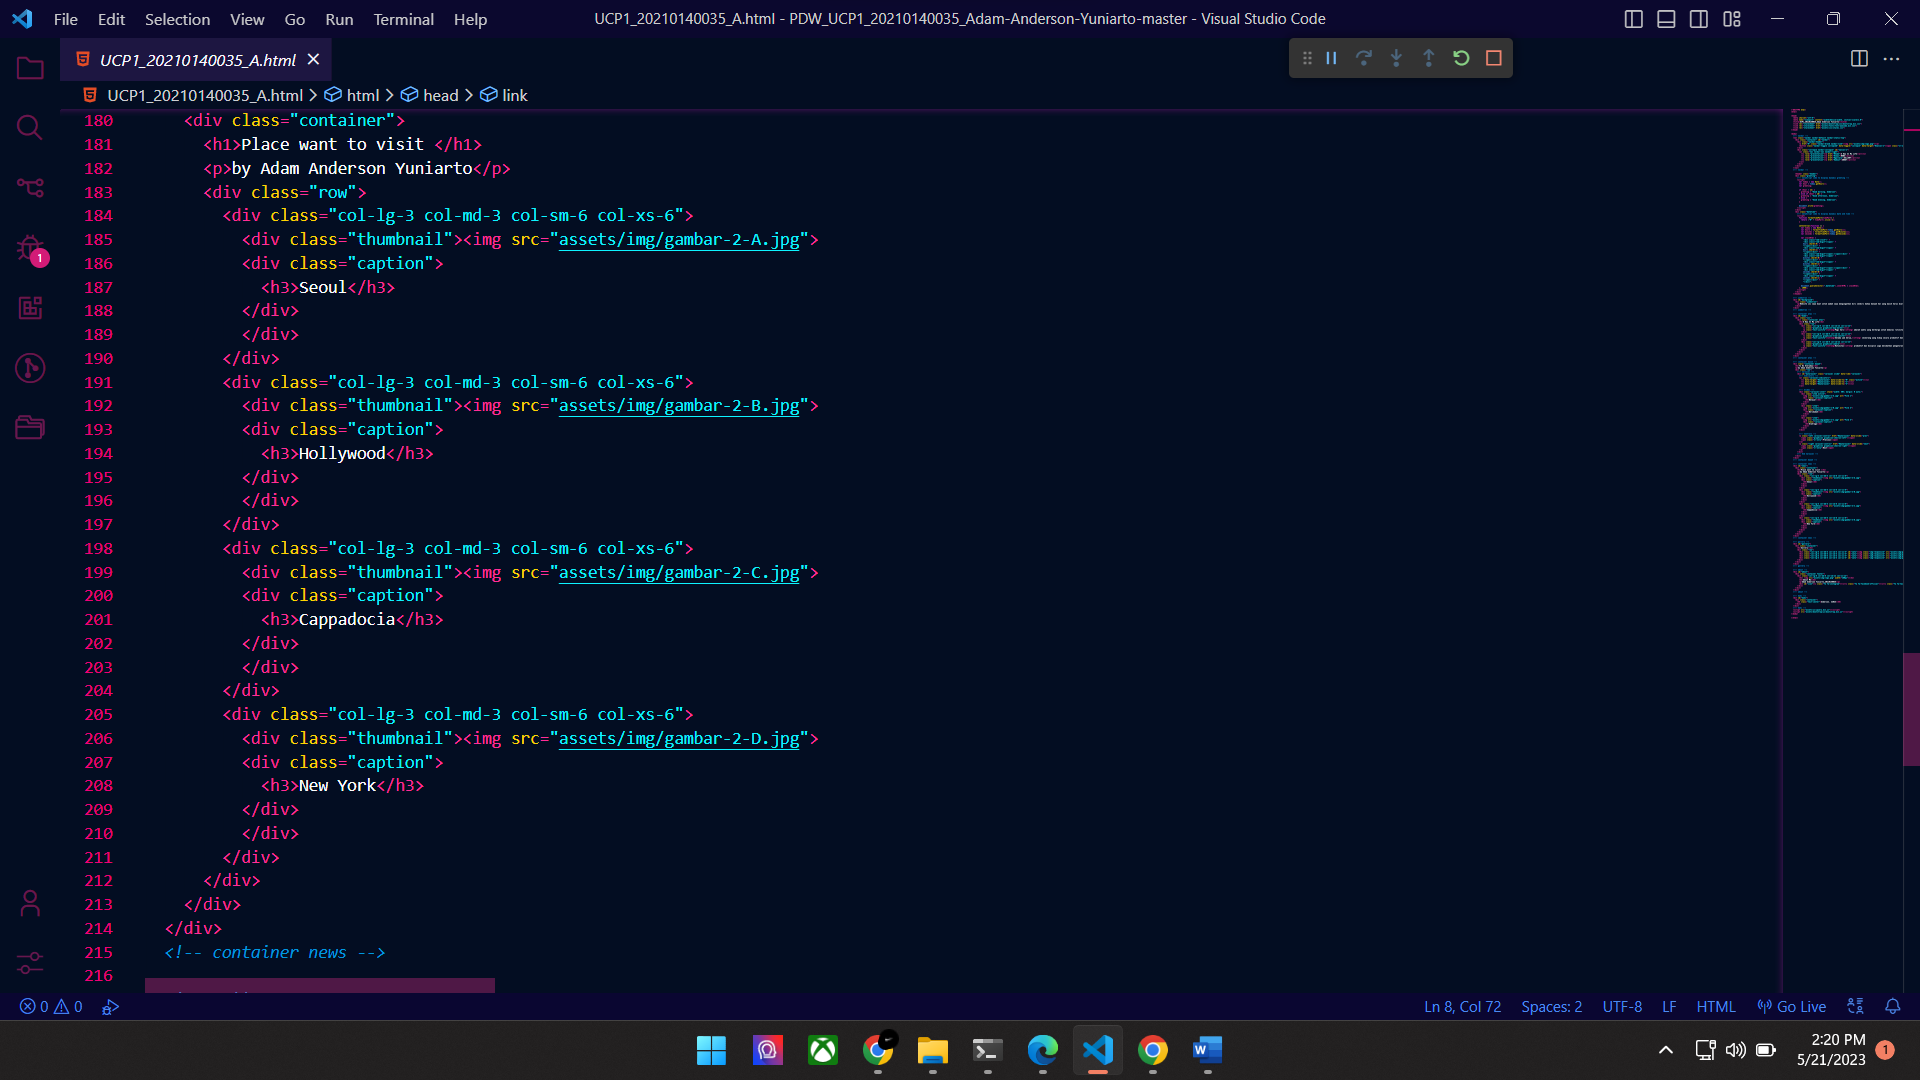 File Edit Selection View Go Run Terminal Help UCP1_20210140035_A.html - PDW_UCP1_20210140035_Adam-Anderson-Yuniarto-master - Visual Studio Code
UCP1_20210140035_A.html
UCP1_20210140035_A.html > html > head > link
180 <div class="container">
181 <h1>Place want to visit </h1>
182 <p>by Adam Anderson Yuniarto</p>
183 <div class="row">
184 <div class="col-lg-3 col-md-3 col-sm-6 col-xs-6">
185 <div class="thumbnail"><img src="assets/img/gambar-2-A.jpg">
186 <div class="caption">
187 <h3>Seoul</h3>
188 </div>
189 </div>
190 </div>
191 <div class="col-lg-3 col-md-3 col-sm-6 col-xs-6">
192 <div class="thumbnail"><img src="assets/img/gambar-2-B.jpg">
193 <div class="caption">
194 <h3>Hollywood</h3>
195 </div>
196 </div>
197 </div>
198 <div class="col-lg-3 col-md-3 col-sm-6 col-xs-6">
199 <div class="thumbnail"><img src="assets/img/gambar-2-C.jpg">
200 <div class="caption">
201 <h3>Cappadocia</h3>
202 </div>
203 </div>
204 </div>
205 <div class="col-lg-3 col-md-3 col-sm-6 col-xs-6">
206 <div class="thumbnail"><img src="assets/img/gambar-2-D.jpg">
207 <div class="caption">
208 <h3>New York</h3>
209 </div>
210 </div>
211 </div>
212 </div>
213 </div>
214 </div>
215 <!-- container news -->
216
1
0 0 Ln 8, Col 72 Spaces: 2 UTF-8 LF HTML Go Live
2:20 PM
5/21/2023 1